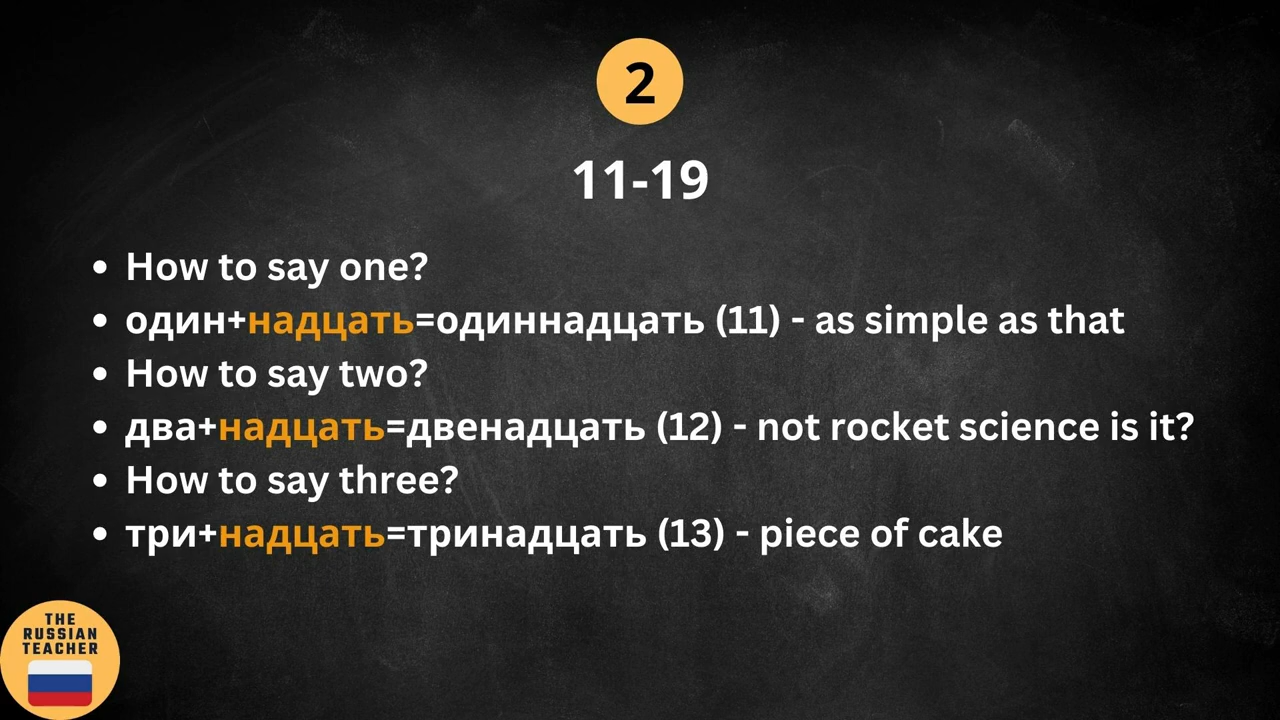 2
11-19
• How to say one?
• один+надцать=одиннадцать (11) - as simple as that
• How to say two?
• два+надцать=двенадцать (12) - not rocket science is it?
• How to say three?
• три+надцать=тринадцать (13) - piece of cake
THE
RUSSIAN
TEACHER